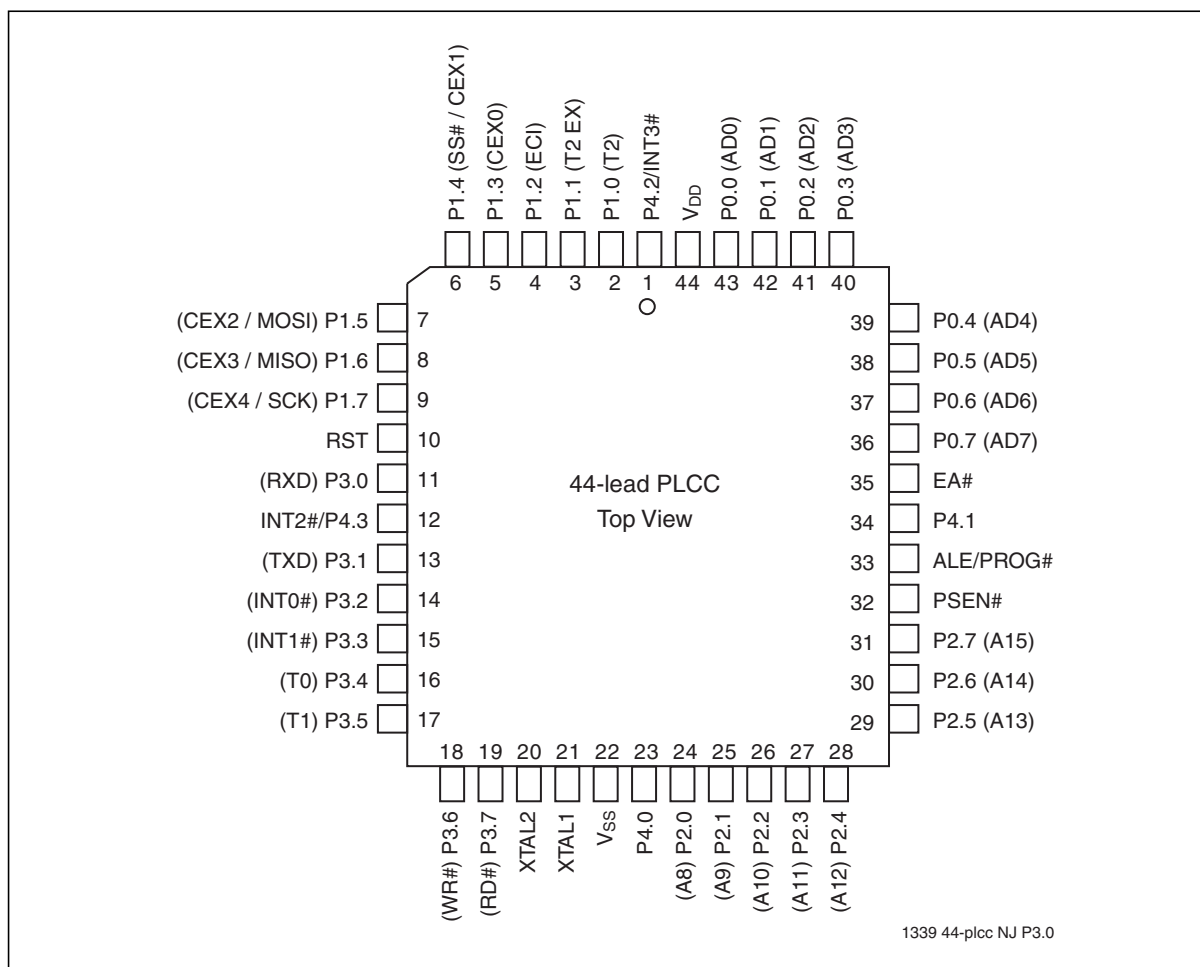 P1.4 (SS# / CEX1)
P1.3 (CEX0)
P1.2 (ECI)
P1.1 (T2 EX)
P1.0 (T2)
P4.2/INT3#
VDD
P0.0 (AD0)
P0.1 (AD1)
P0.2 (AD2)
P0.3 (AD3)
6 5 4 3 2 1 44 43 42 41 40
(CEX2 / MOSI) P1.5 7
(CEX3 / MISO) P1.6 8
(CEX4 / SCK) P1.7 9
RST 10
(RXD) P3.0 11
INT2#/P4.3 12
(TXD) P3.1 13
(INT0#) P3.2 14
(INT1#) P3.3 15
(T0) P3.4 16
(T1) P3.5 17
44-lead PLCC
Top View
39 P0.4 (AD4)
38 P0.5 (AD5)
37 P0.6 (AD6)
36 P0.7 (AD7)
35 EA#
34 P4.1
33 ALE/PROG#
32 PSEN#
31 P2.7 (A15)
30 P2.6 (A14)
29 P2.5 (A13)
18 19 20 21 22 23 24 25 26 27 28
(WR#) P3.6
(RD#) P3.7
XTAL2
XTAL1
VSS
P4.0
(A8) P2.0
(A9) P2.1
(A10) P2.2
(A11) P2.3
(A12) P2.4
1339 44-plcc NJ P3.0